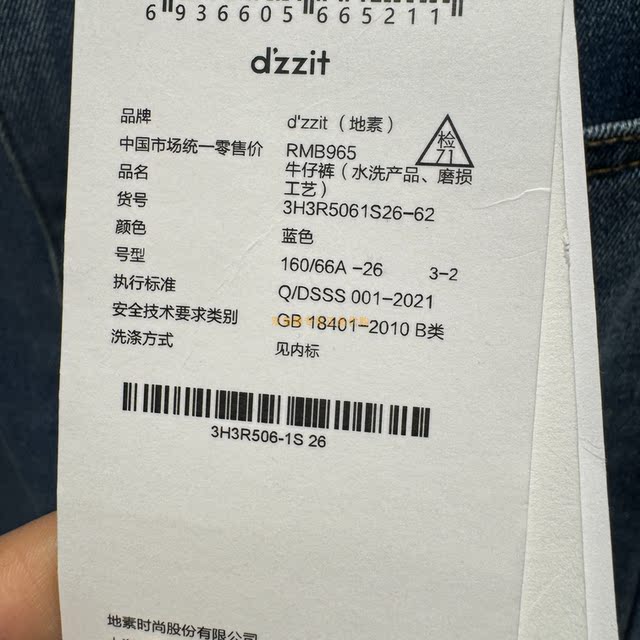 6 936605 665211
d'zzit
品牌 d'zzit（地素）
中国市场统一零售价 RMB965
检
71
品名 牛仔裤（水洗产品、磨损
工艺）
货号 3H3R5061S26-62
颜色 蓝色
号型 160/66A -26 3-2
执行标准 Q/DSSS 001-2021
安全技术要求类别 GB 18401-2010 B类
洗涤方式 见内标
3H3R506-1S 26
地素时尚股份有限公司